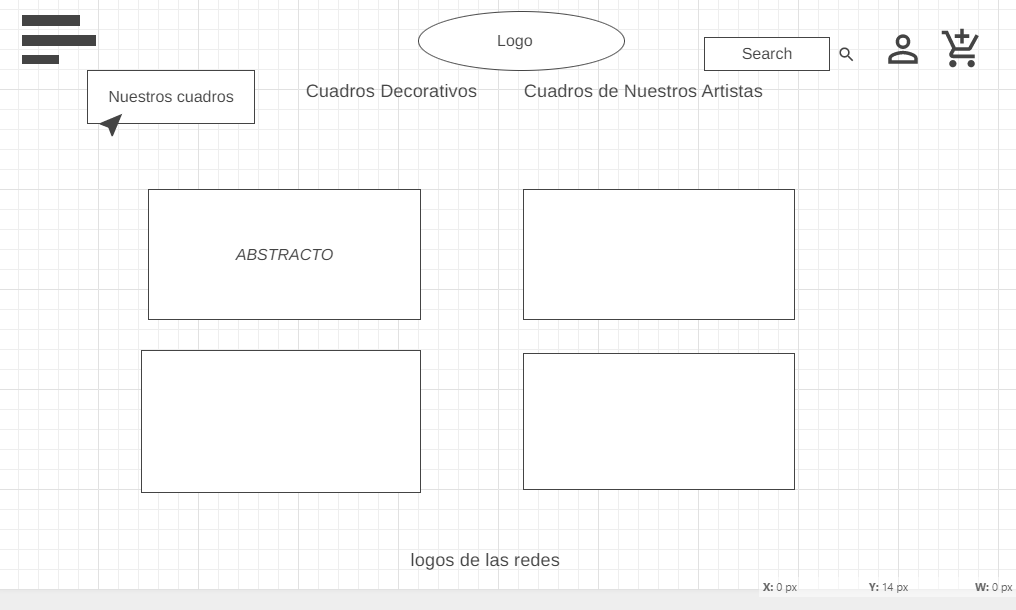 Logo
Search
Nuestros cuadros
Cuadros Decorativos
Cuadros de Nuestros Artistas
ABSTRACTO
logos de las redes
X: 0 px Y: 14 px W: 0 px